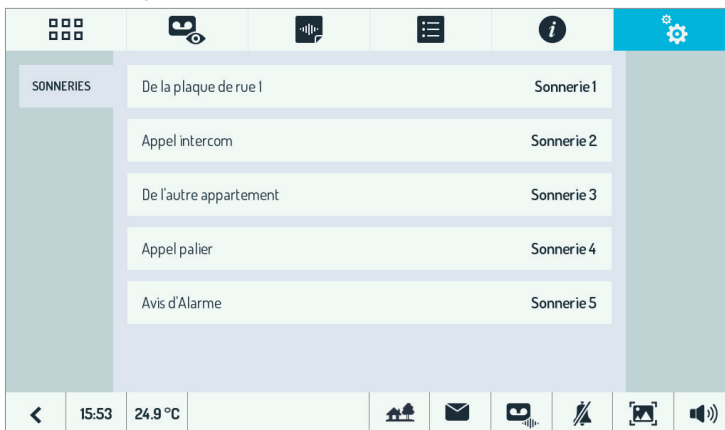 SONNERIES
De la plaque de rue 1 Sonnerie 1
Appel intercom Sonnerie 2
De l'autre appartement Sonnerie 3
Appel palier Sonnerie 4
Avis d'Alarme Sonnerie 5
15:53 24.9 °C